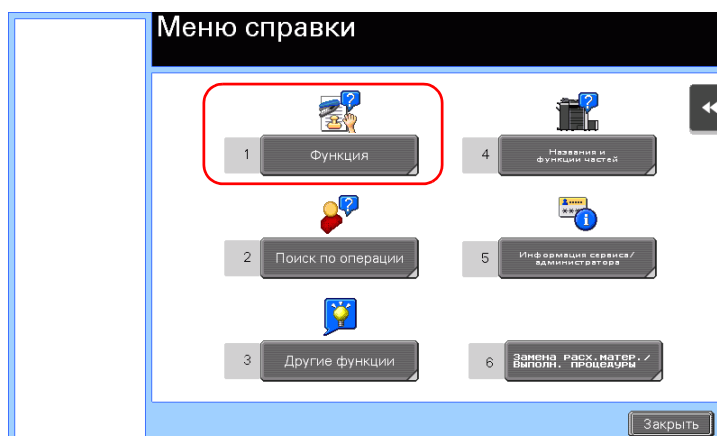 Меню справки
1 Функция
2 Поиск по операции
3 Другие функции
4 Названия и
функции частей
5 Информация сервиса/
администратора
6 Замена расх.матер./
Выполн. процедуры
Закрыть